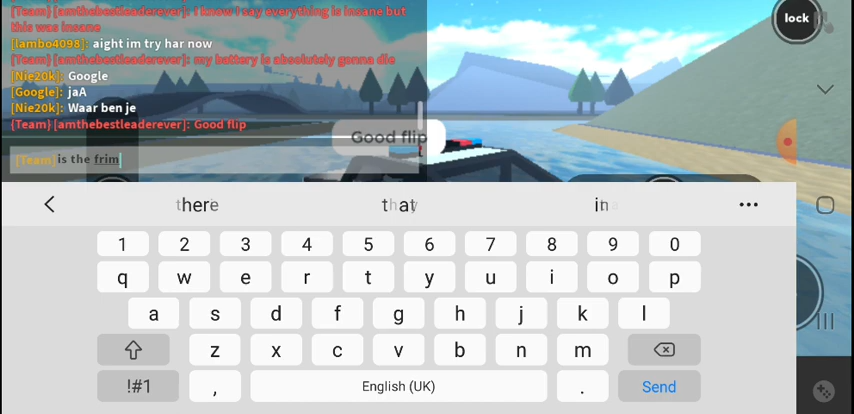 {Team} [amthebestleaderever]: i know i say everything is insane but
this was insane
[lambo4098]: aight im try har now
{Team} [amthebestleaderever]: my battery is absolutely gonna die
[Nie20k]: Google
[Google]: jaA
[Nie20k]: Waar ben je
{Team} [amthebestleaderever]: Good flip
Good flip
[Team] is the frim
lock
that
1 2 3 4 5 6 7 8 9 0
q w e r t y u i o p
a s d f g h j k l
z x c v b n m
!#1 , English (UK) . Send